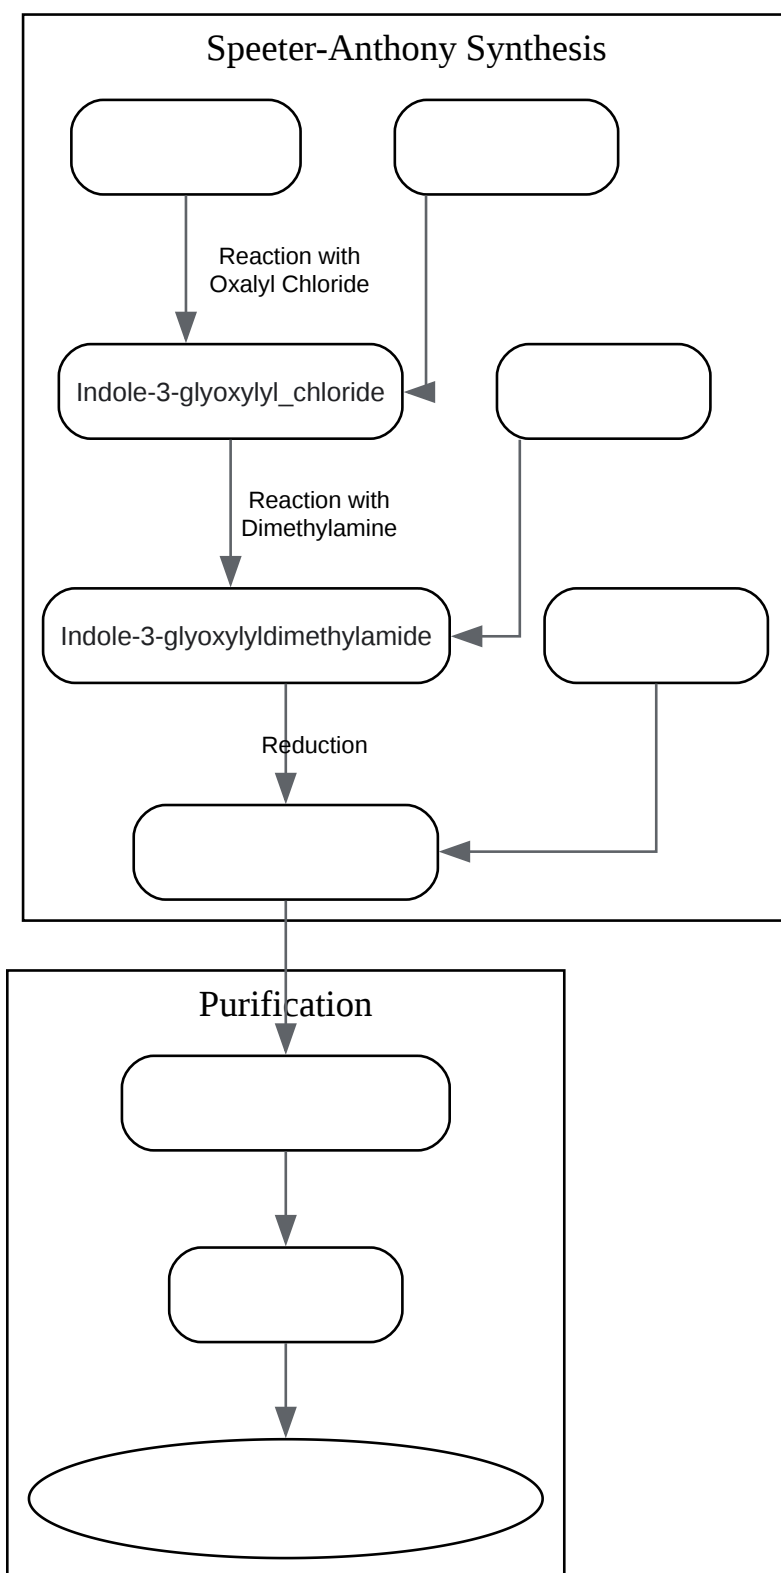 Speeter-Anthony Synthesis
Reaction with
Oxalyl Chloride
Indole-3-glyoxylyl_chloride
Reaction with
Dimethylamine
Indole-3-glyoxylyldimethylamide
Reduction
Purification